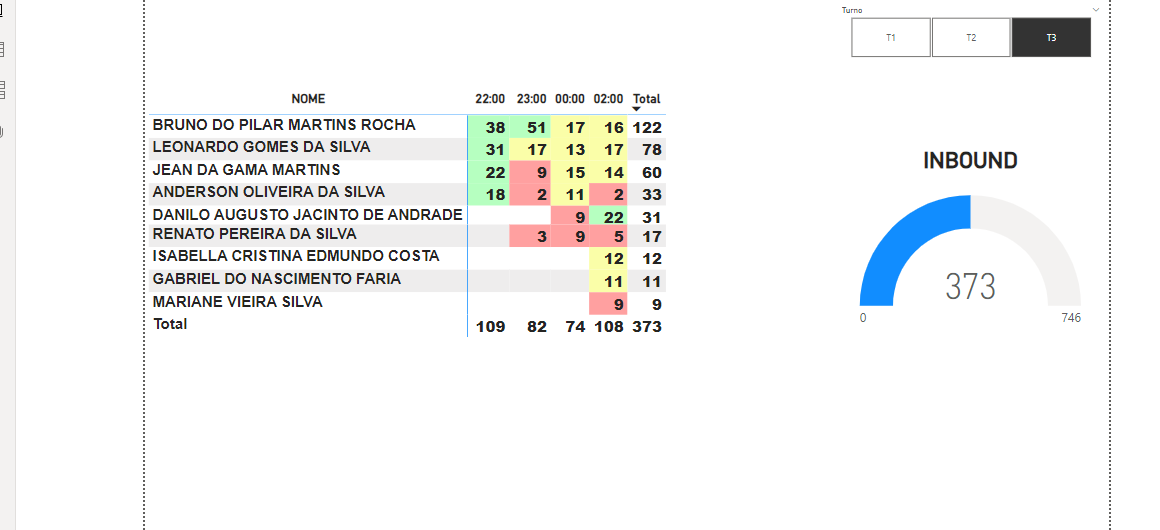 Turno
T1 T2 T3
NOME 22:00 23:00 00:00 02:00 Total
BRUNO DO PILAR MARTINS ROCHA 38 51 17 16 122
LEONARDO GOMES DA SILVA 31 17 13 17 78
JEAN DA GAMA MARTINS 22 9 15 14 60
ANDERSON OLIVEIRA DA SILVA 18 2 11 2 33
DANILO AUGUSTO JACINTO DE ANDRADE 9 22 31
RENATO PEREIRA DA SILVA 3 9 5 17
ISABELLA CRISTINA EDMUNDO COSTA 12 12
GABRIEL DO NASCIMENTO FARIA 11 11
MARIANE VIEIRA SILVA 9 9
Total 109 82 74 108 373
INBOUND
373
0 746